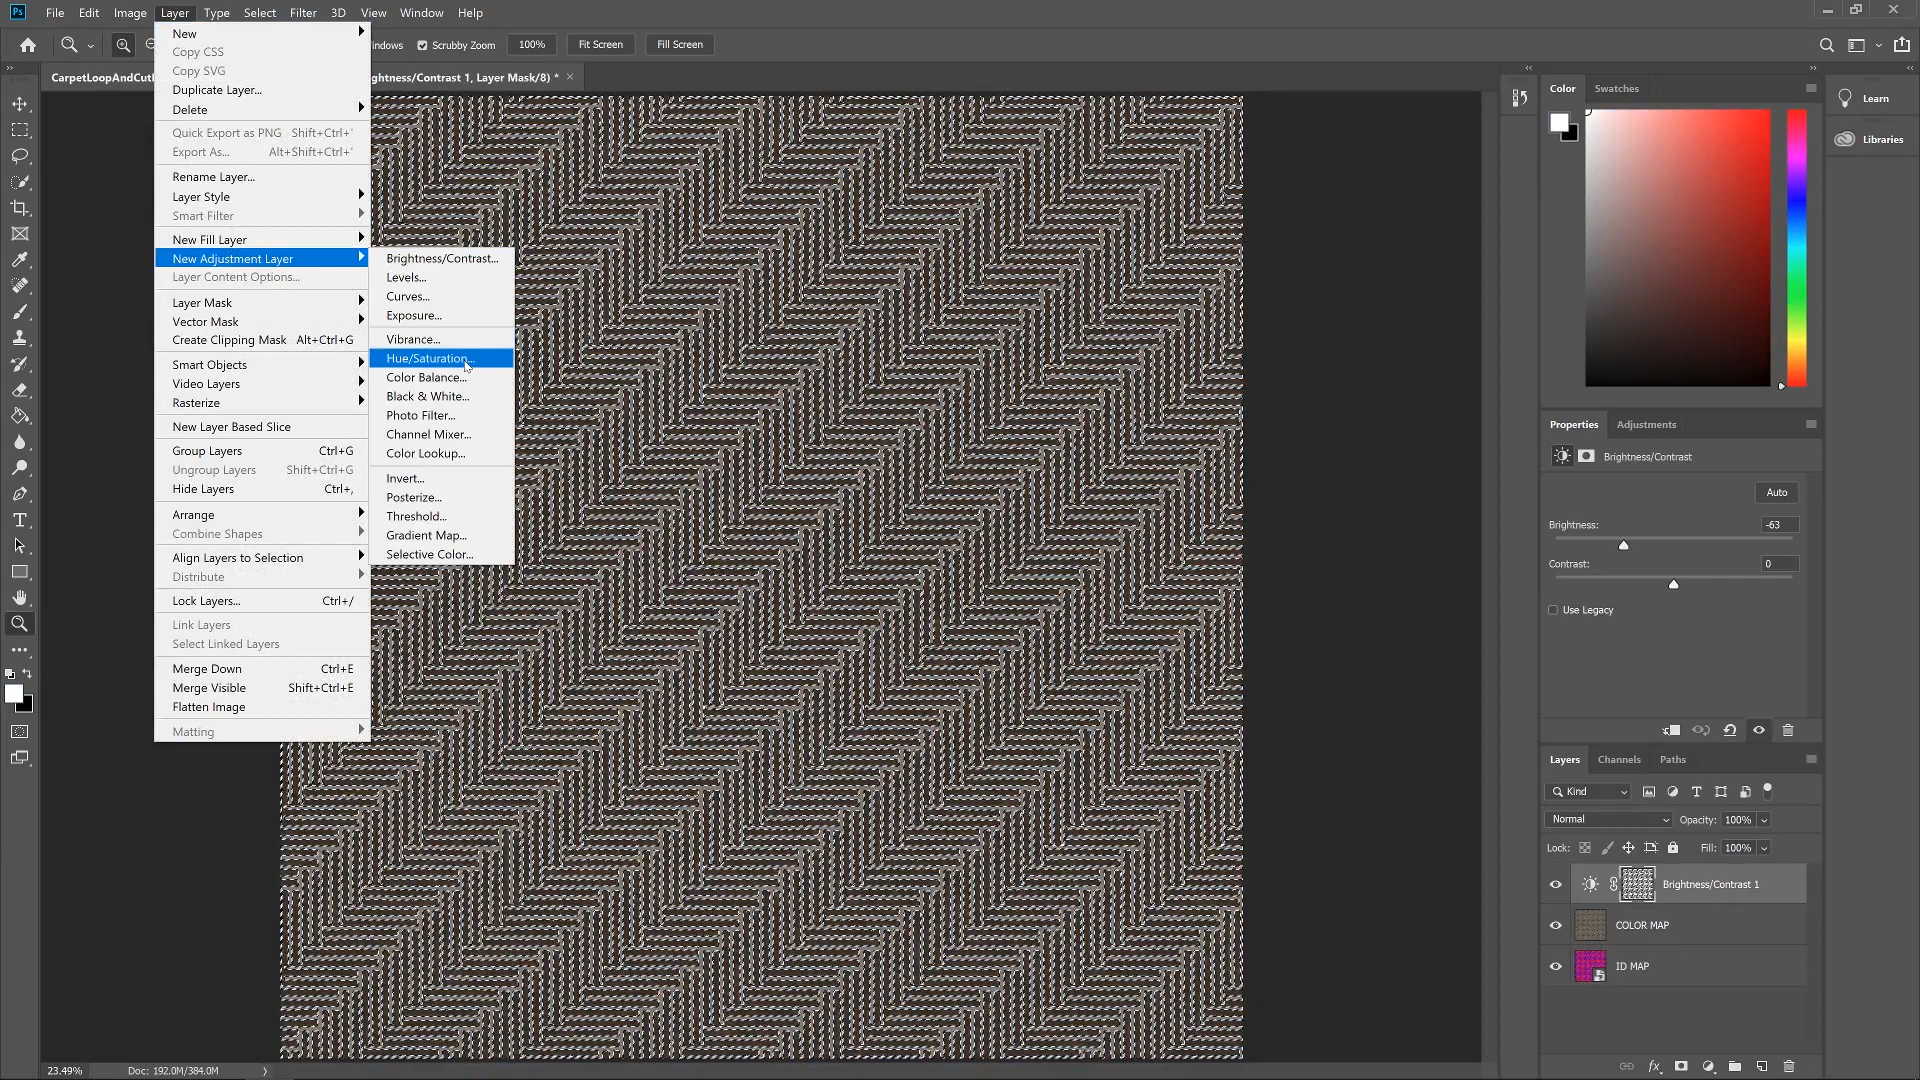 Ps File Edit Image Layer Type Select Filter 3D View Window Help
Scrubby Zoom 100% Fit Screen Fill Screen
ghtness/Contrast 1, Layer Mask/8) * ×
New
Copy CSS
Copy SVG
Duplicate Layer...
Delete
Quick Export as PNG Shift+Ctrl+'
Export As... Alt+Shift+Ctrl+'
Rename Layer...
Layer Style
Smart Filter
New Fill Layer
New Adjustment Layer
Layer Content Options...
Layer Mask
Vector Mask
Create Clipping Mask Alt+Ctrl+G
Smart Objects
Video Layers
Rasterize
New Layer Based Slice
Group Layers Ctrl+G
Ungroup Layers Shift+Ctrl+G
Hide Layers Ctrl+,
Arrange
Combine Shapes
Align Layers to Selection
Distribute
Lock Layers... Ctrl+/
Link Layers
Select Linked Layers
Merge Down Ctrl+E
Merge Visible Shift+Ctrl+E
Flatten Image
Matting
Brightness/Contrast...
Levels...
Curves...
Exposure...
Vibrance...
Hue/Saturation...
Color Balance...
Black & White...
Photo Filter...
Channel Mixer...
Color Lookup...
Invert...
Posterize...
Threshold...
Gradient Map...
Selective Color...
Color Swatches
Learn
Libraries
Properties Adjustments
Brightness/Contrast
Auto
Brightness: -63
Contrast: 0
Use Legacy
Layers Channels Paths
Kind
Normal Opacity: 100%
Lock: Fill: 100%
Brightness/Contrast 1
COLOR MAP
ID MAP
23.49% Doc: 192.0M/384.0M